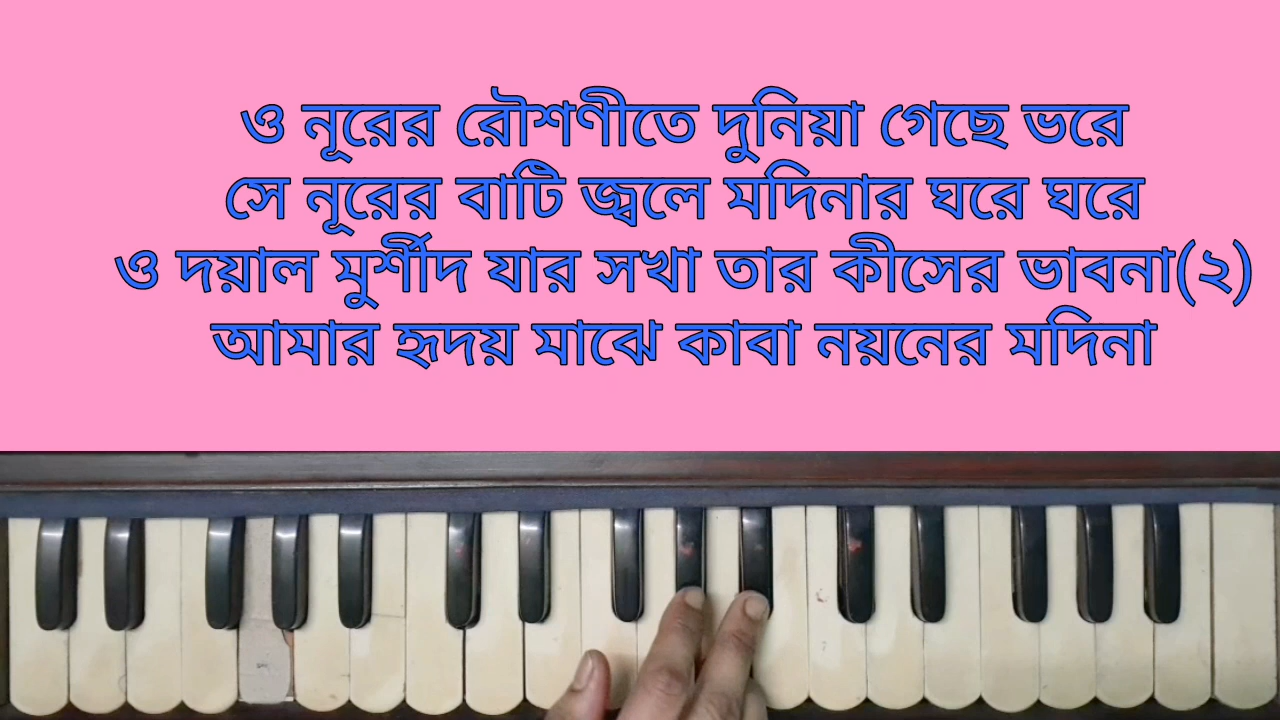 ও নূরের রৌশণীতে দুনিয়া গেছে ভরে
সে নূরের বাটি জ্বলে মদিনার ঘরে ঘরে
ও দয়াল মুর্শীদ যার সখা তার কীসের ভাবনা(২)
আমার হৃদয় মাঝে কাবা নয়নের মদিনা